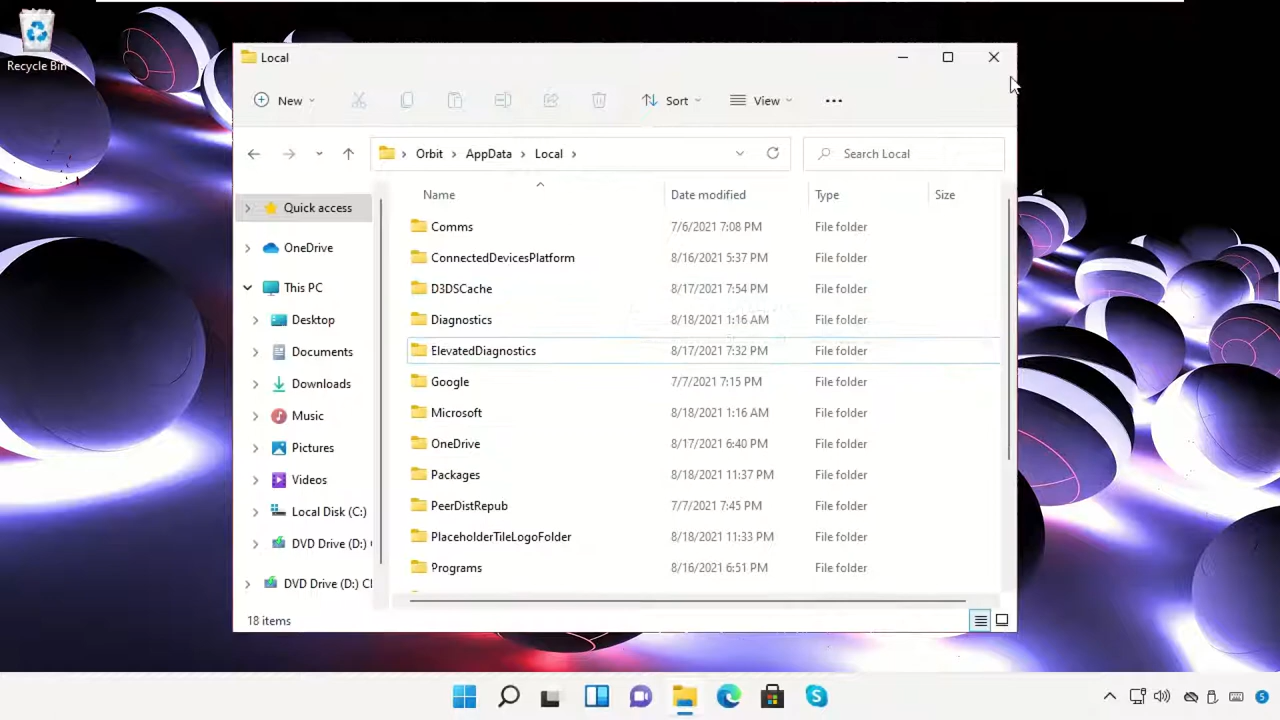 Recycle Bin
Local
New
Sort
View
Orbit
AppData
Local
Search Local
Name
Date modified
Type
Size
Quick access
OneDrive
This PC
Desktop
Documents
Downloads
Music
Pictures
Videos
Local Disk (C:)
DVD Drive (D:)
DVD Drive (D:) C
Comms 7/6/2021 7:08 PM File folder
ConnectedDevicesPlatform 8/16/2021 5:37 PM File folder
D3DSCache 8/17/2021 7:54 PM File folder
Diagnostics 8/18/2021 1:16 AM File folder
ElevatedDiagnostics 8/17/2021 7:32 PM File folder
Google 7/7/2021 7:15 PM File folder
Microsoft 8/18/2021 1:16 AM File folder
OneDrive 8/17/2021 6:40 PM File folder
Packages 8/18/2021 11:37 PM File folder
PeerDistRepub 7/7/2021 7:45 PM File folder
PlaceholderTileLogoFolder 8/18/2021 11:33 PM File folder
Programs 8/16/2021 6:51 PM File folder
18 items
5